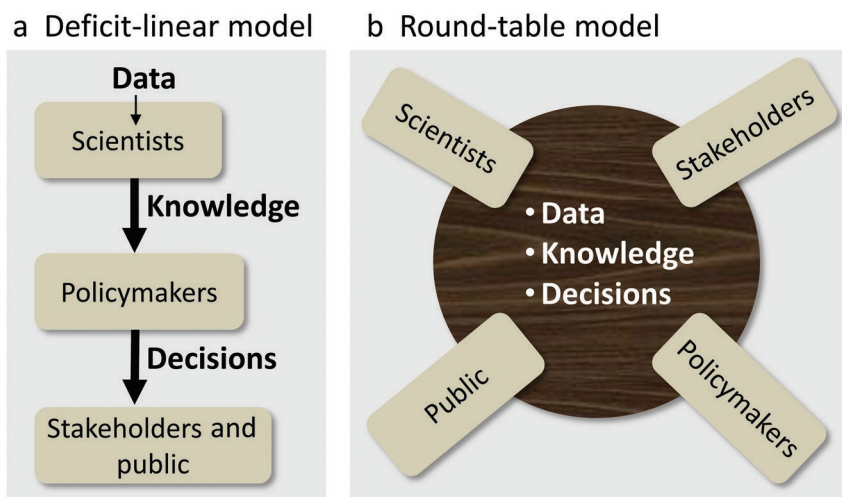 a Deficit-linear model
Data
Scientists
Knowledge
Policymakers
Decisions
Stakeholders and
public
b Round-table model
Scientists
Stakeholders
• Data
• Knowledge
• Decisions
Public
Policymakers